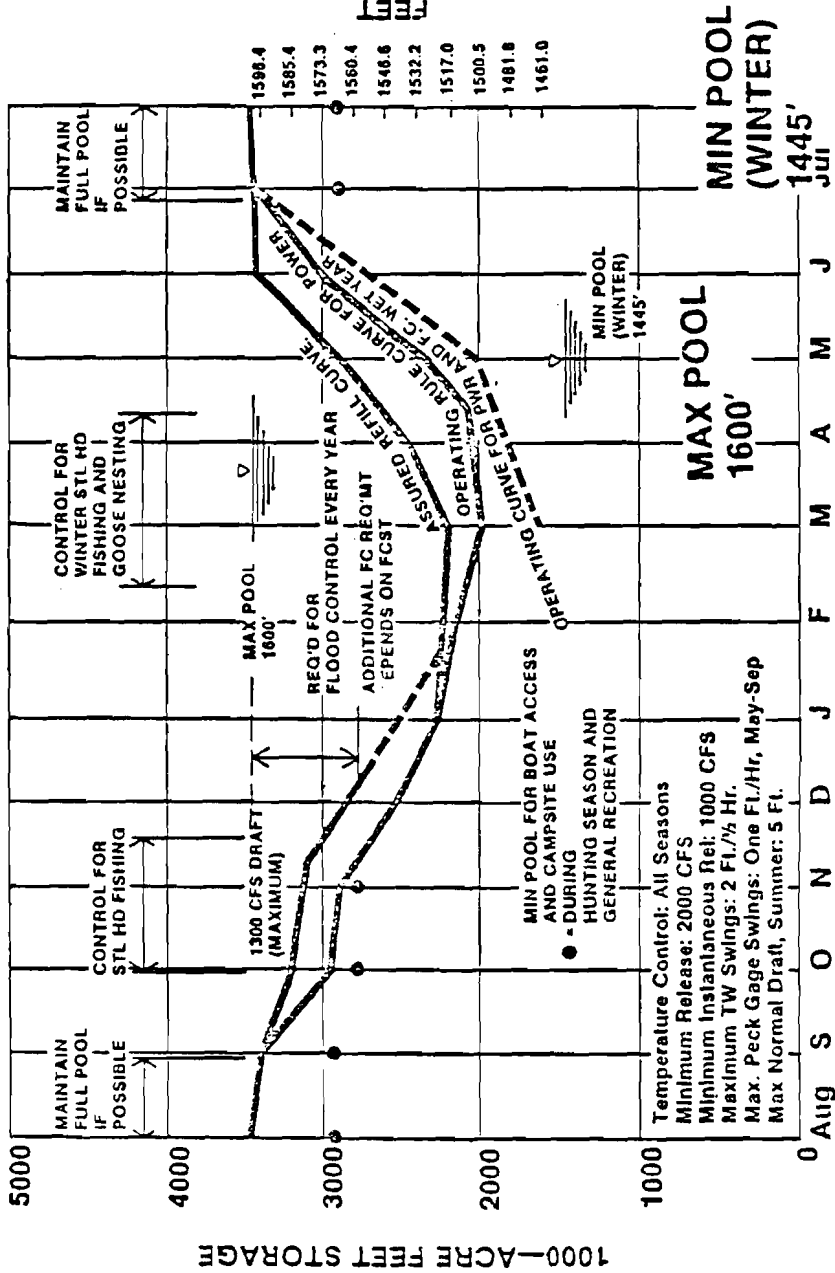 1000—ACRE FEET STORAGE
5000
4000
3000
2000
1000
0
MAINTAIN
FULL POOL
IF
POSSIBLE
CONTROL FOR
STL HD FISHING
CONTROL FOR
WINTER STL HD
FISHING AND
GOOSE NESTING
MAINTAIN
FULL POOL
IF
POSSIBLE
1300 CFS DRAFT
(MAXIMUM)
MAX POOL
1600'
REQ'D FOR
FLOOD CONTROL EVERY YEAR
ADDITIONAL FC REQ'MT
EPENDS ON FCST
ASSURED REFILL CURVE
OPERATING RULE CURVE FOR POWER
OPERATING CURVE FOR PWR AND F.C. WET YEAR
MIN POOL
(WINTER)
1445'
MIN POOL FOR BOAT ACCESS
AND CAMPSITE USE
● = DURING
HUNTING SEASON AND
GENERAL RECREATION
Temperature Control: All Seasons
Minimum Release: 2000 CFS
Minimum Instantaneous Rel: 1000 CFS
Maximum TW Swings: 2 Ft./½ Hr.
Max. Peck Gage Swings: One Ft./Hr, May-Sep
Max Normal Draft, Summer: 5 Ft.
MAX POOL
1600'
MIN POOL
(WINTER)
1445'
Aug S O N D J F M A M J Jul
1598.4
1585.4
1573.3
1560.4
1546.6
1532.2
1517.0
1500.5
1481.8
1461.0
FEET